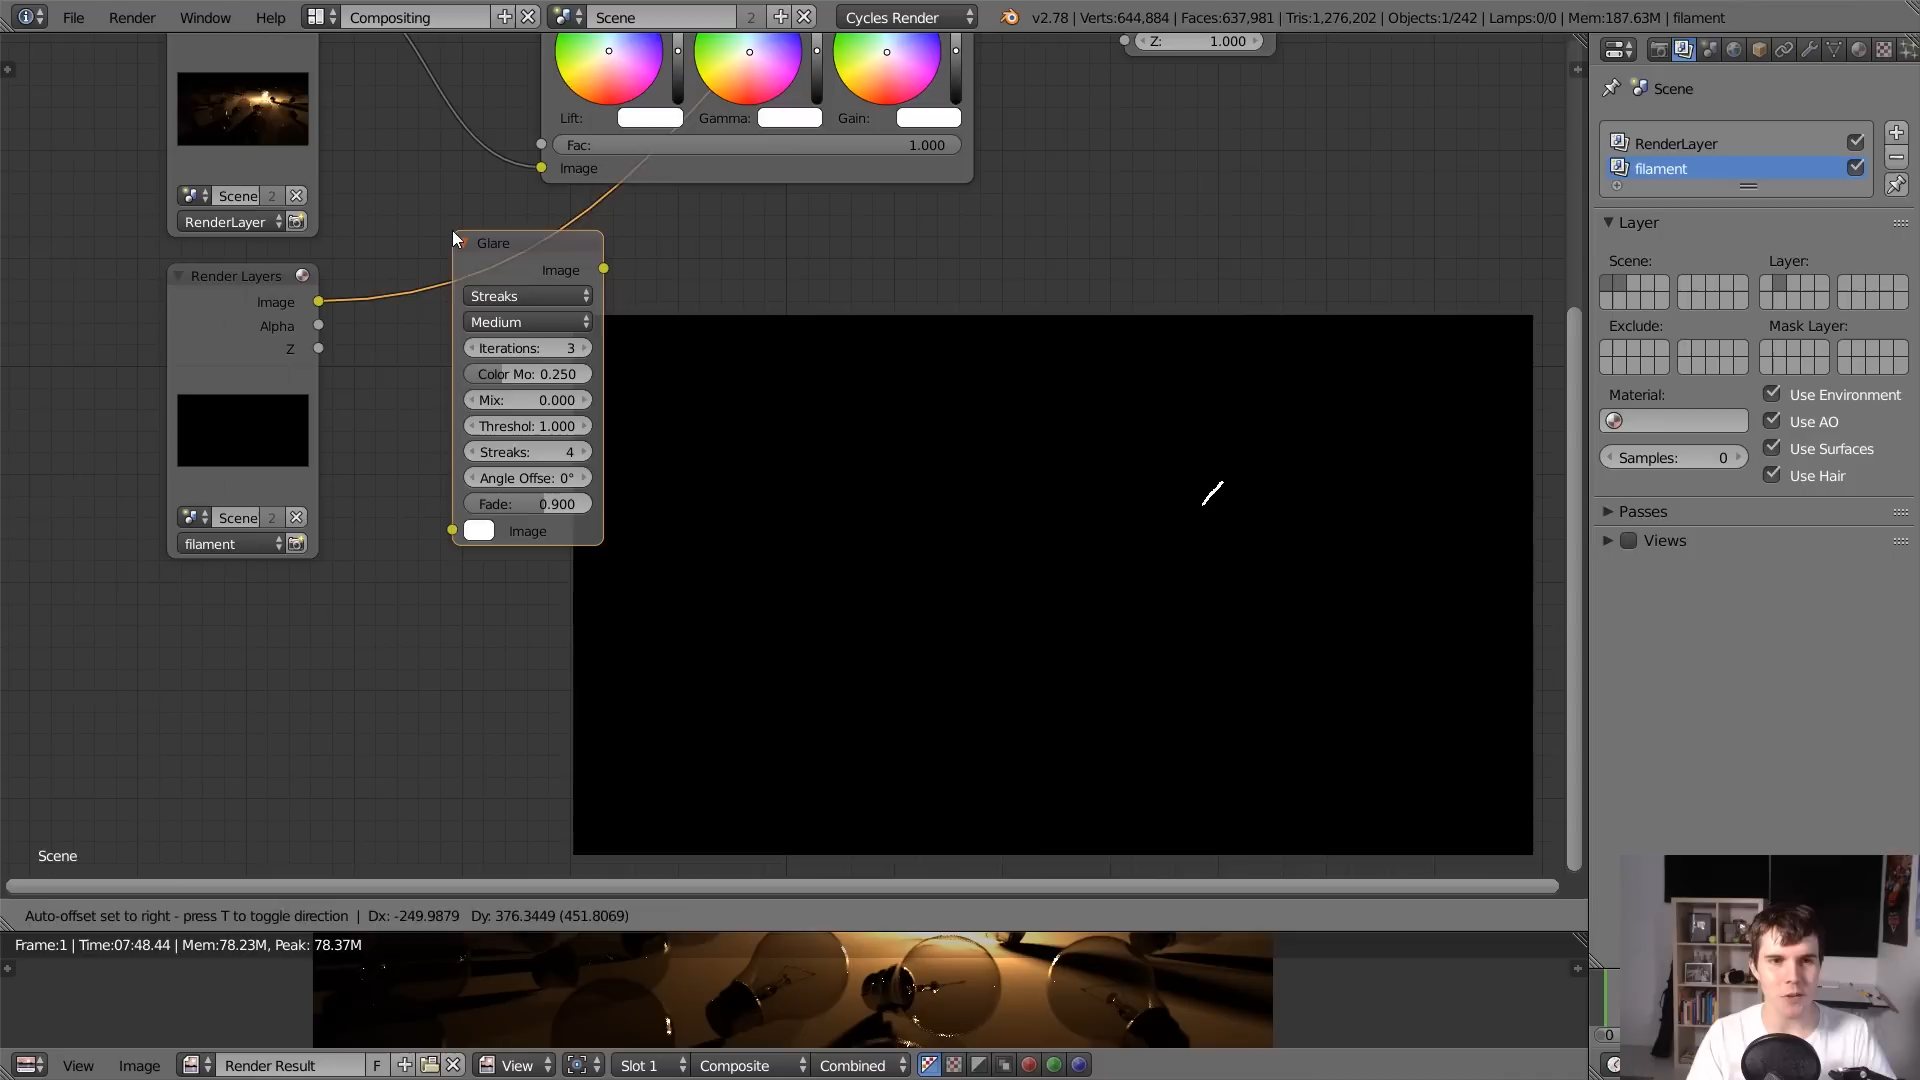 File Render Window Help Compositing Scene 2 Cycles Render v2.78 | Verts:644,884 | Faces:637,981 | Tris:1,276,202 | Objects:1/242 | Lamps:0/0 | Mem:187.63M | filament
Z: 1.000
Scene
Lift: Gamma: Gain:
Fac: 1.000
Image
Scene 2
RenderLayer
Render Layers
Image
Alpha
Z
Scene 2
filament
Glare
Image
Streaks
Medium
Iterations: 3
Color Mo: 0.250
Mix: 0.000
Threshol: 1.000
Streaks: 4
Angle Offse: 0°
Fade: 0.900
Image
RenderLayer
filament
Layer
Scene: Layer:
Exclude: Mask Layer:
Material:
Use Environment
Use AO
Use Surfaces
Samples: 0
Use Hair
Passes
Views
Scene
Auto-offset set to right - press T to toggle direction | Dx: -249.9879 Dy: 376.3449 (451.8069)
Frame:1 | Time:07:48.44 | Mem:78.23M, Peak: 78.37M
0
View Image Render Result F View Slot 1 Composite Combined